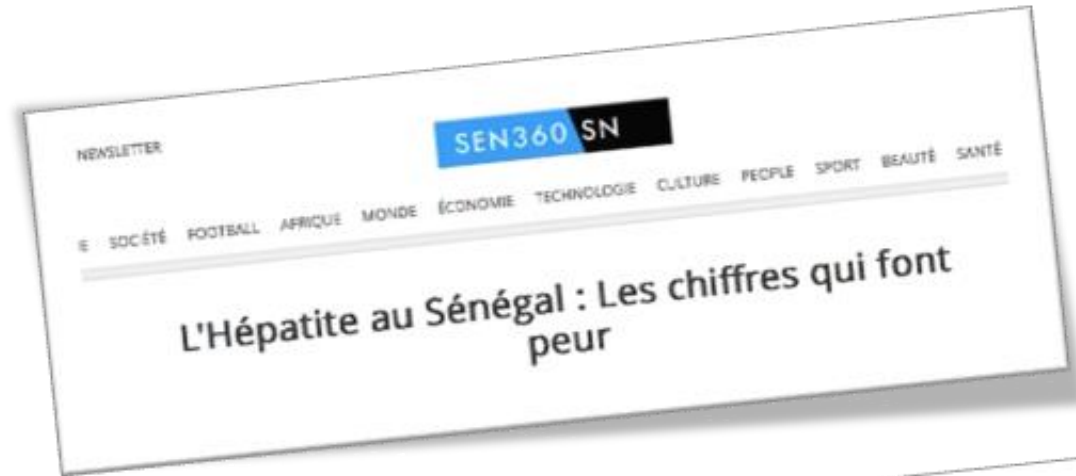 NEWSLETTER
SEN360 SN
E SOCIÉTÉ FOOTBALL AFRIQUE MONDE ÉCONOMIE TECHNOLOGIE CULTURE PEOPLE SPORT BEAUTÉ SANTÉ
L'Hépatite au Sénégal : Les chiffres qui font
peur